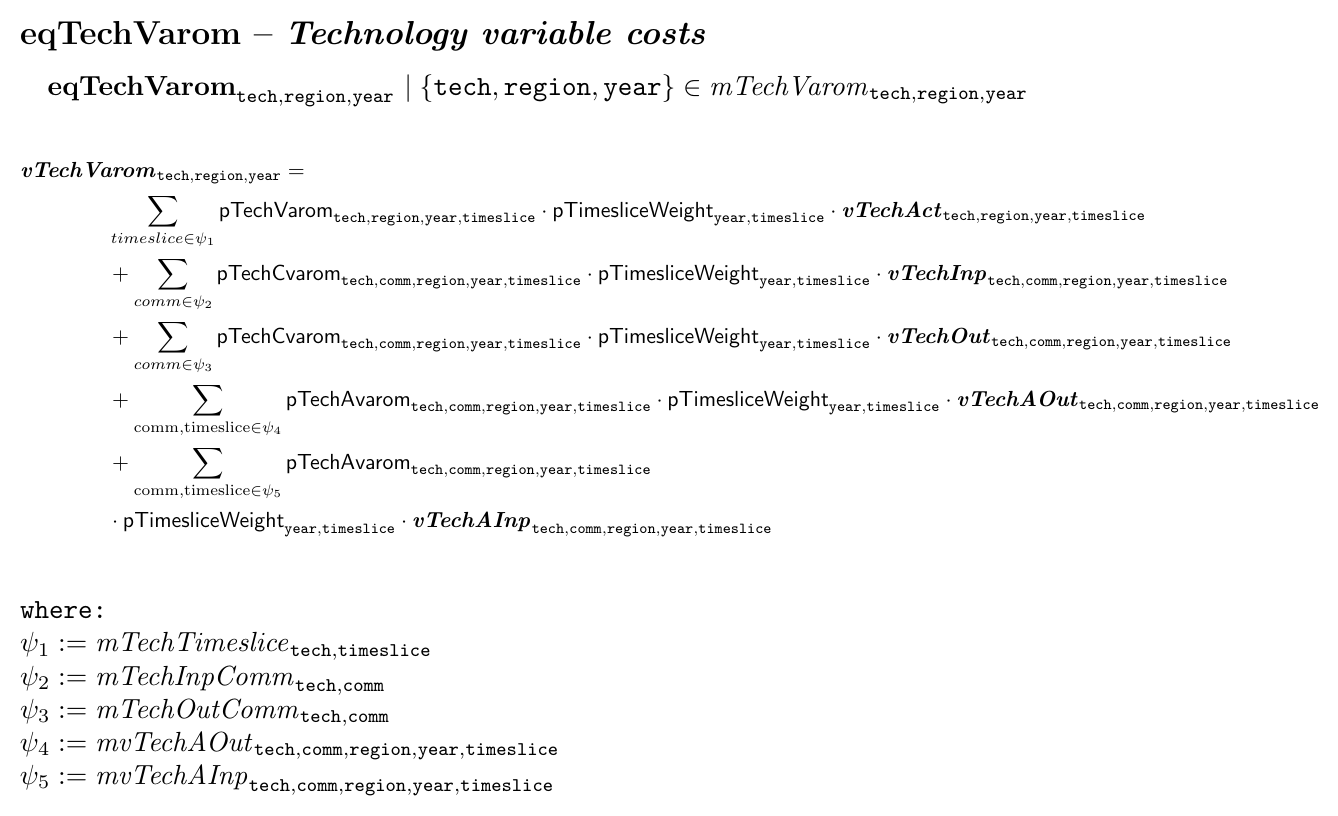 eqTechVarom – Technology variable costs
eqTechVarom_tech,region,year | {tech, region, year} ∈ mTechVarom_tech,region,year
vTechVarom_tech,region,year =
∑_timeslice∈ψ₁ pTechVarom_tech,region,year,timeslice · pTimesliceWeight_year,timeslice · vTechAct_tech,region,year,timeslice
+ ∑_comm∈ψ₂ pTechCvarom_tech,comm,region,year,timeslice · pTimesliceWeight_year,timeslice · vTechInp_tech,comm,region,year,timeslice
+ ∑_comm∈ψ₃ pTechCvarom_tech,comm,region,year,timeslice · pTimesliceWeight_year,timeslice · vTechOut_tech,comm,region,year,timeslice
+ ∑_comm,timeslice∈ψ₄ pTechAvarom_tech,comm,region,year,timeslice · pTimesliceWeight_year,timeslice · vTechAOut_tech,comm,region,year,timeslice
+ ∑_comm,timeslice∈ψ₅ pTechAvarom_tech,comm,region,year,timeslice
· pTimesliceWeight_year,timeslice · vTechAInp_tech,comm,region,year,timeslice
where:
ψ₁ := mTechTimeslice_tech,timeslice
ψ₂ := mTechInpComm_tech,comm
ψ₃ := mTechOutComm_tech,comm
ψ₄ := mvTechAOut_tech,comm,region,year,timeslice
ψ₅ := mvTechAInp_tech,comm,region,year,timeslice